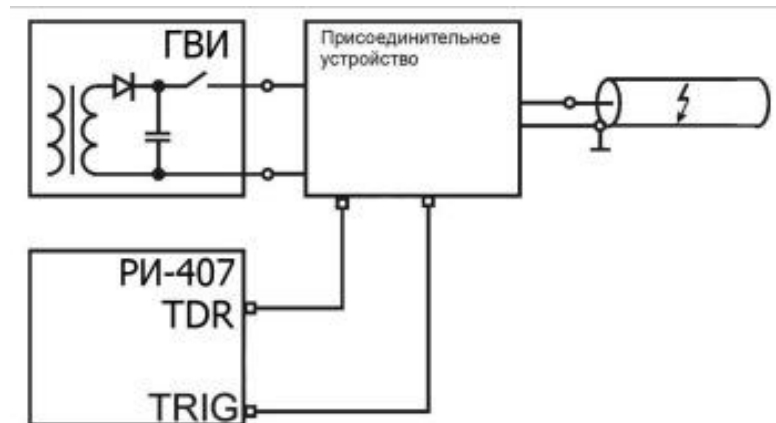 ГВИ
Присоединительное
устройство
РИ-407
TDR
TRIG